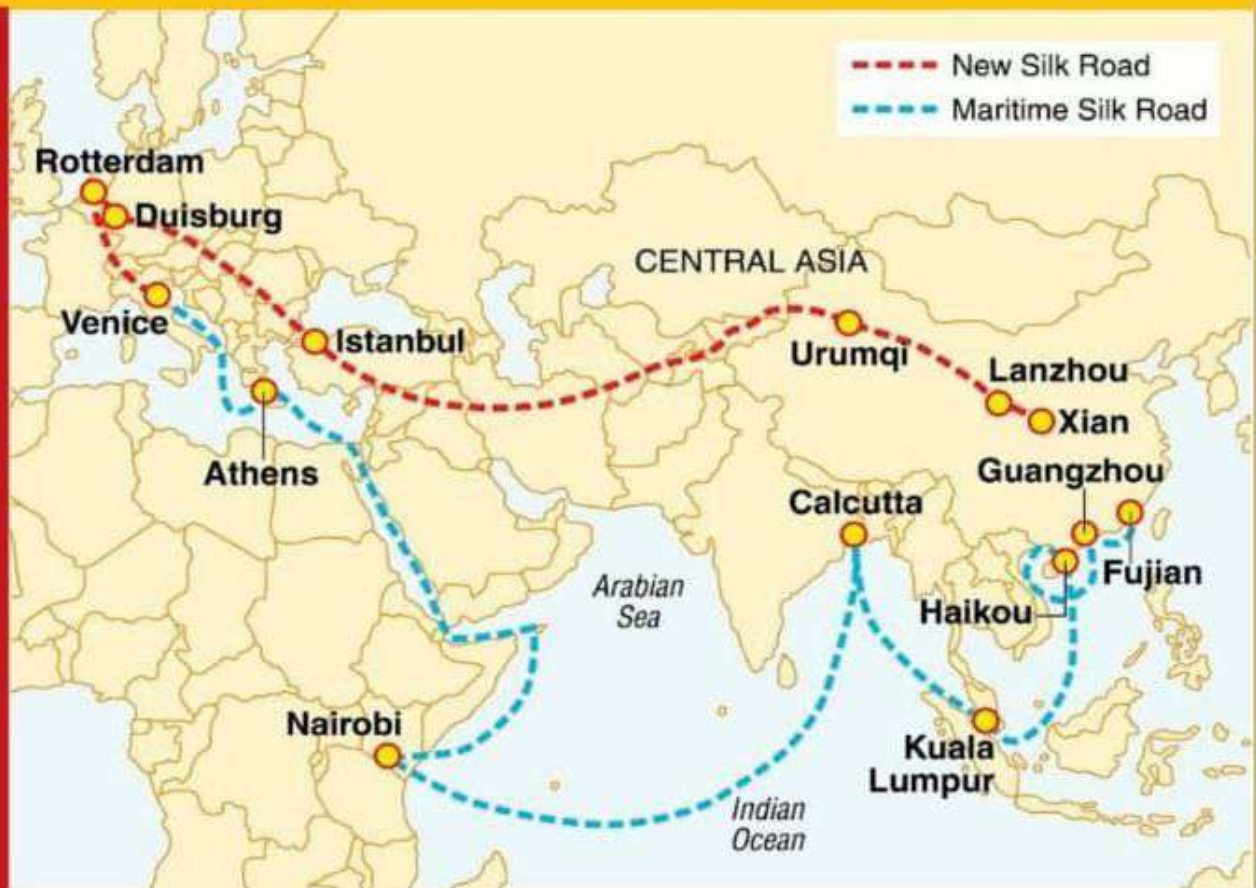 New Silk Road
Maritime Silk Road
Rotterdam
Duisburg
CENTRAL ASIA
Venice
Istanbul
Urumqi
Lanzhou
Xian
Athens
Guangzhou
Calcutta
Fujian
Arabian
Sea
Haikou
Nairobi
Kuala
Lumpur
Indian
Ocean